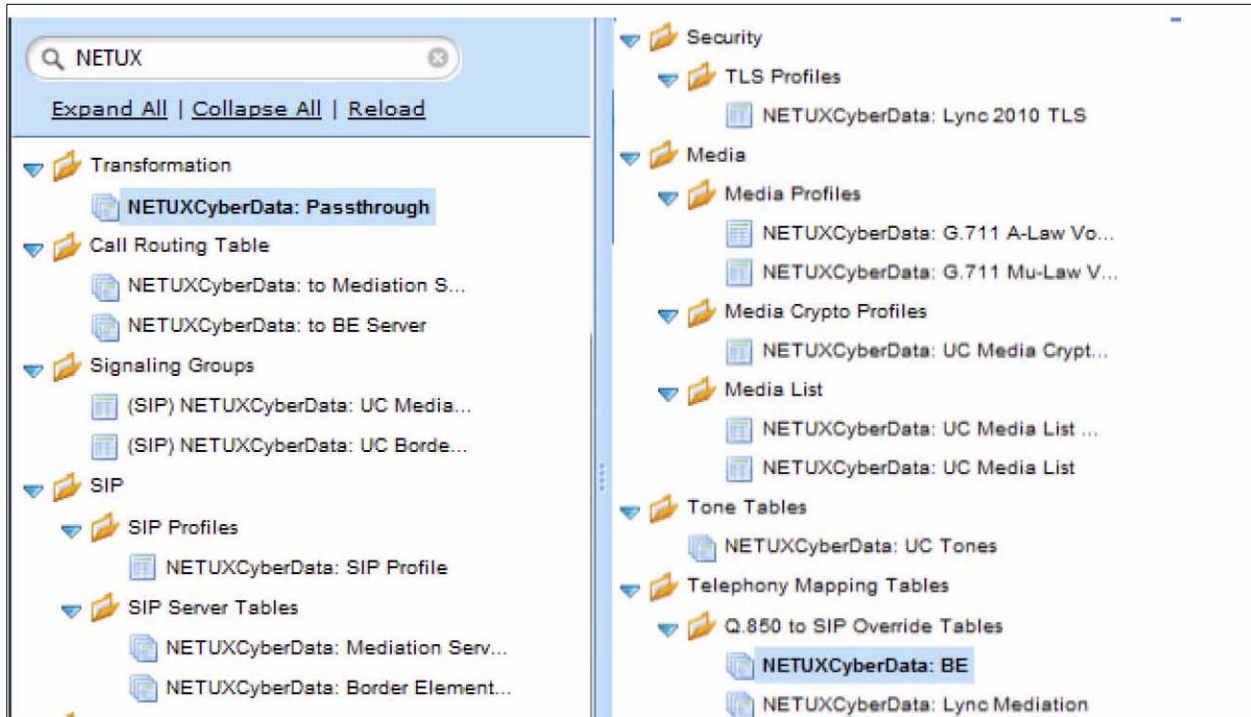 NETUX
Expand All | Collapse All | Reload
Transformation
NETUXCyberData: Passthrough
Call Routing Table
NETUXCyberData: to Mediation S...
NETUXCyberData: to BE Server
Signaling Groups
(SIP) NETUXCyberData: UC Media...
(SIP) NETUXCyberData: UC Borde...
SIP
SIP Profiles
NETUXCyberData: SIP Profile
SIP Server Tables
NETUXCyberData: Mediation Serv...
NETUXCyberData: Border Element...
Security
TLS Profiles
NETUXCyberData: Lync 2010 TLS
Media
Media Profiles
NETUXCyberData: G.711 A-Law Vo...
NETUXCyberData: G.711 Mu-Law V...
Media Crypto Profiles
NETUXCyberData: UC Media Crypt...
Media List
NETUXCyberData: UC Media List ...
NETUXCyberData: UC Media List
Tone Tables
NETUXCyberData: UC Tones
Telephony Mapping Tables
Q.850 to SIP Override Tables
NETUXCyberData: BE
NETUXCyberData: Lync Mediation